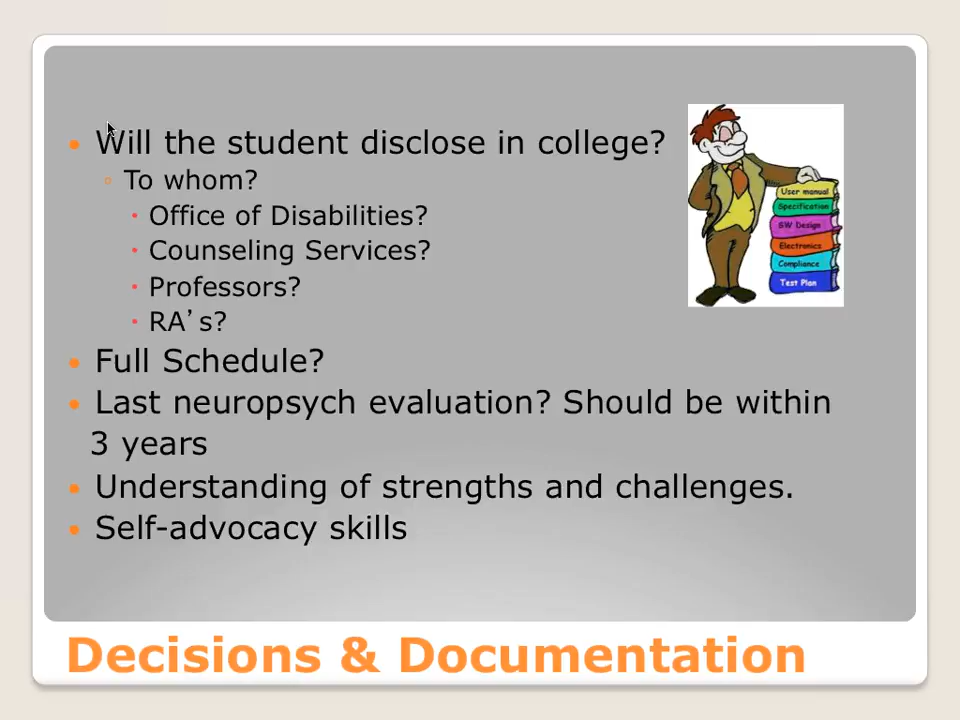 Will the student disclose in college?
To whom?
Office of Disabilities?
Counseling Services?
Professors?
RA's?
Full Schedule?
Last neuropsych evaluation? Should be within
3 years
Understanding of strengths and challenges.
Self-advocacy skills
User manual
Specification
SW Design
Electronics
Compliance
Test Plan
Decisions & Documentation